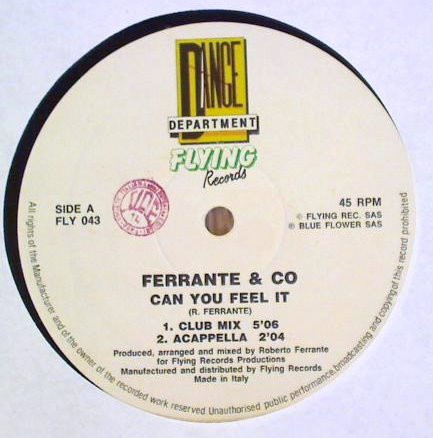 DANCE
DEPARTMENT
FLYING
Records
SIDE A
FLY 043
45 RPM
℗ FLYING REC. SAS
© BLUE FLOWER SAS
FERRANTE & CO
CAN YOU FEEL IT
(R. FERRANTE)
1. CLUB MIX 5'06
2. ACAPPELLA 2'04
Produced, arranged and mixed by Roberto Ferrante
for Flying Records Productions
Manufactured and distributed by Flying Records
Made in Italy
All rights of the Manufacturer and of the owner of the recorded work reserved Unauthorised public performance, broadcasting and copying of this record prohibited